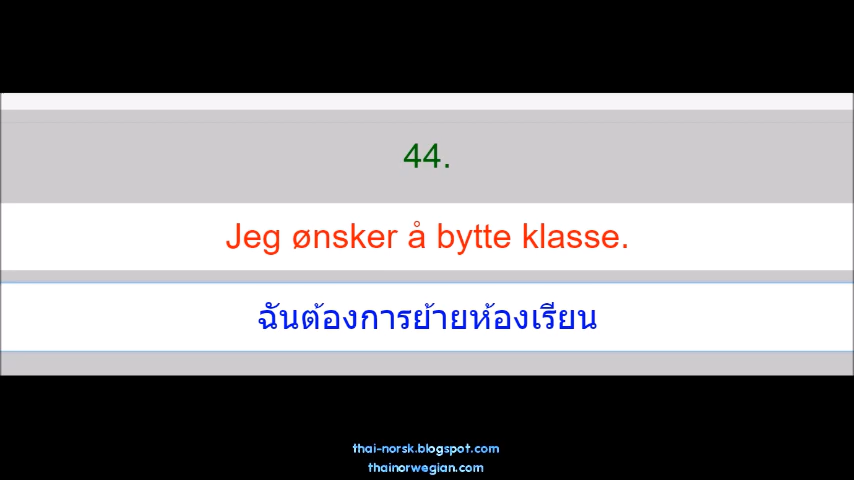 44.
Jeg ønsker å bytte klasse.
ฉันต้องการย้ายห้องเรียน
thai-norsk.blogspot.com
thainorwegian.com